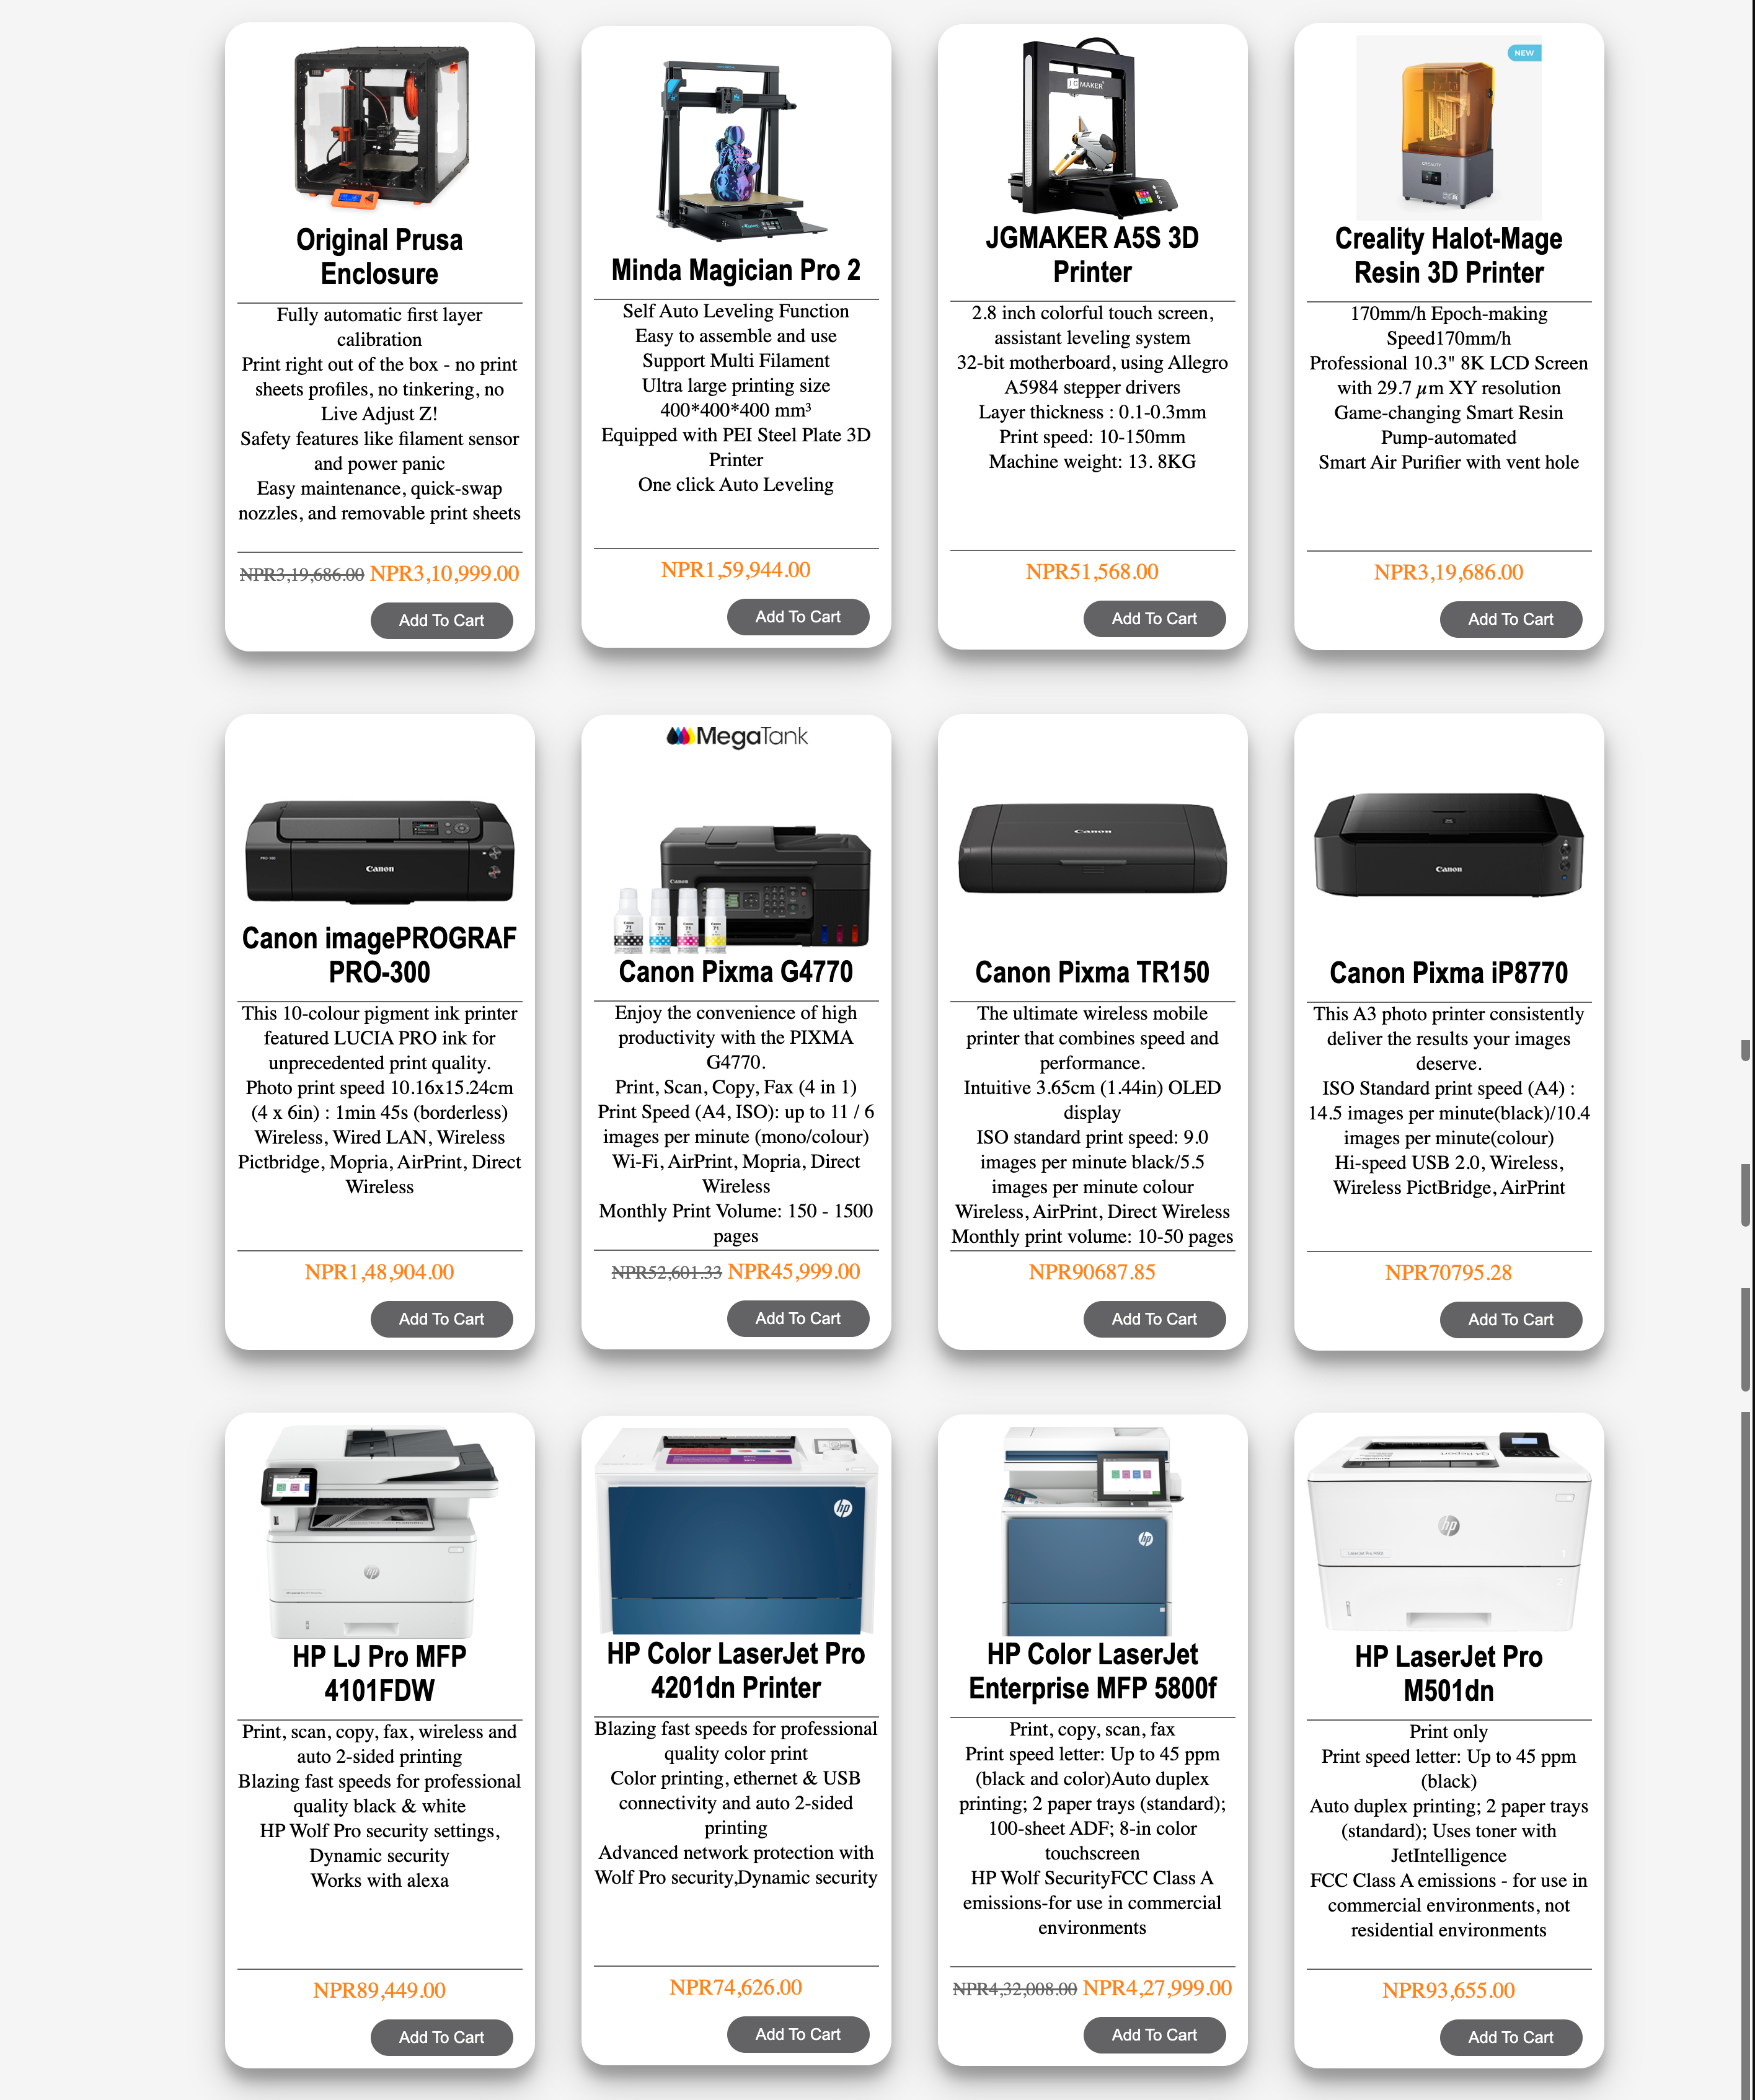 NEW
JGMAKER
Original Prusa
Enclosure
Fully automatic first layer
calibration
Print right out of the box - no print
sheets profiles, no tinkering, no
Live Adjust Z!
Safety features like filament sensor
and power panic
Easy maintenance, quick-swap
nozzles, and removable print sheets
NPR3,19,686.00 NPR3,10,999.00
Add To Cart
Minda Magician Pro 2
Self Auto Leveling Function
Easy to assemble and use
Support Multi Filament
Ultra large printing size
400*400*400 mm³
Equipped with PEI Steel Plate 3D
Printer
One click Auto Leveling
NPR1,59,944.00
Add To Cart
JGMAKER A5S 3D
Printer
2.8 inch colorful touch screen,
assistant leveling system
32-bit motherboard, using Allegro
A5984 stepper drivers
Layer thickness : 0.1-0.3mm
Print speed: 10-150mm
Machine weight: 13. 8KG
NPR51,568.00
Add To Cart
Creality Halot-Mage
Resin 3D Printer
170mm/h Epoch-making
Speed170mm/h
Professional 10.3" 8K LCD Screen
with 29.7 μm XY resolution
Game-changing Smart Resin
Pump-automated
Smart Air Purifier with vent hole
NPR3,19,686.00
Add To Cart
Canon
Canon imagePROGRAF
PRO-300
This 10-colour pigment ink printer
featured LUCIA PRO ink for
unprecedented print quality.
Photo print speed 10.16x15.24cm
(4 x 6in) : 1min 45s (borderless)
Wireless, Wired LAN, Wireless
Pictbridge, Mopria, AirPrint, Direct
Wireless
NPR1,48,904.00
Add To Cart
MegaTank
Canon
71 71 71 71
Canon Pixma G4770
Enjoy the convenience of high
productivity with the PIXMA
G4770.
Print, Scan, Copy, Fax (4 in 1)
Print Speed (A4, ISO): up to 11 / 6
images per minute (mono/colour)
Wi-Fi, AirPrint, Mopria, Direct
Wireless
Monthly Print Volume: 150 - 1500
pages
NPR52,601.33 NPR45,999.00
Add To Cart
Canon
Canon Pixma TR150
The ultimate wireless mobile
printer that combines speed and
performance.
Intuitive 3.65cm (1.44in) OLED
display
ISO standard print speed: 9.0
images per minute black/5.5
images per minute colour
Wireless, AirPrint, Direct Wireless
Monthly print volume: 10-50 pages
NPR90687.85
Add To Cart
Canon
Canon Pixma iP8770
This A3 photo printer consistently
deliver the results your images
deserve.
ISO Standard print speed (A4) :
14.5 images per minute(black)/10.4
images per minute(colour)
Hi-speed USB 2.0, Wireless,
Wireless PictBridge, AirPrint
NPR70795.28
Add To Cart
hp
HP LJ Pro MFP
4101FDW
Print, scan, copy, fax, wireless and
auto 2-sided printing
Blazing fast speeds for professional
quality black & white
HP Wolf Pro security settings,
Dynamic security
Works with alexa
NPR89,449.00
Add To Cart
hp
HP Color LaserJet Pro
4201dn Printer
Blazing fast speeds for professional
quality color print
Color printing, ethernet & USB
connectivity and auto 2-sided
printing
Advanced network protection with
Wolf Pro security,Dynamic security
NPR74,626.00
Add To Cart
hp
HP Color LaserJet
Enterprise MFP 5800f
Print, copy, scan, fax
Print speed letter: Up to 45 ppm
(black and color)Auto duplex
printing; 2 paper trays (standard);
100-sheet ADF; 8-in color
touchscreen
HP Wolf SecurityFCC Class A
emissions-for use in commercial
environments
NPR4,32,008.00 NPR4,27,999.00
Add To Cart
hp
HP LaserJet Pro
M501dn
Print only
Print speed letter: Up to 45 ppm
(black)
Auto duplex printing; 2 paper trays
(standard); Uses toner with
JetIntelligence
FCC Class A emissions - for use in
commercial environments, not
residential environments
NPR93,655.00
Add To Cart